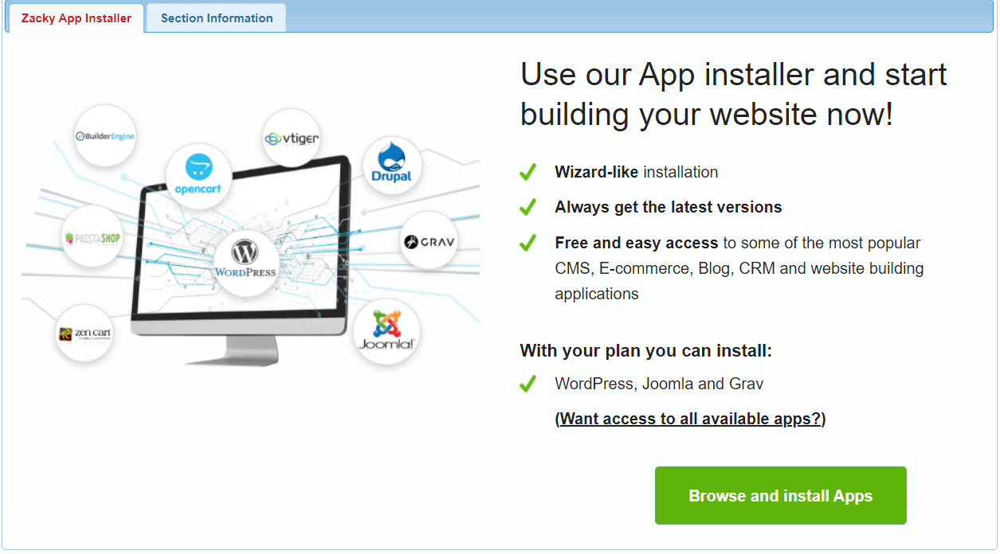 Zacky App Installer
Section Information
Use our App installer and start
building your website now!
Wizard-like installation
Always get the latest versions
Free and easy access to some of the most popular
CMS, E-commerce, Blog, CRM and website building
applications
With your plan you can install:
WordPress, Joomla and Grav
(Want access to all available apps?)
Browse and install Apps
BuilderEngine
vtiger
opencart
Drupal
PRESTASHOP
GRAV
WORDPRESS
zen cart
Joomla!